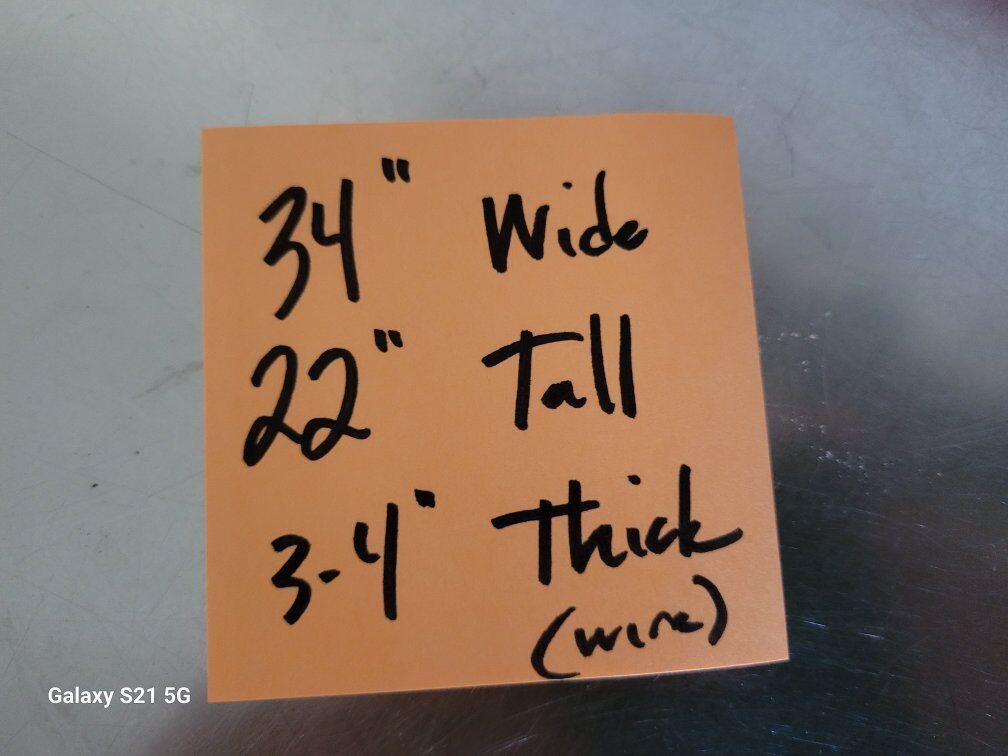 34" Wide
22" Tall
3-4" Thick
(wire)
Galaxy S21 5G